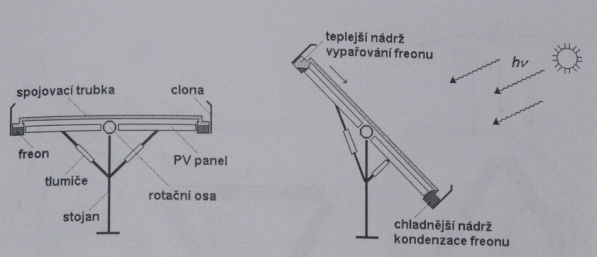 spojovací trubka
clona
freon
PV panel
tlumiče
rotační osa
stojan
teplejší nádrž
vypařování freonu
hν
chladnější nádrž
kondenzace freonu